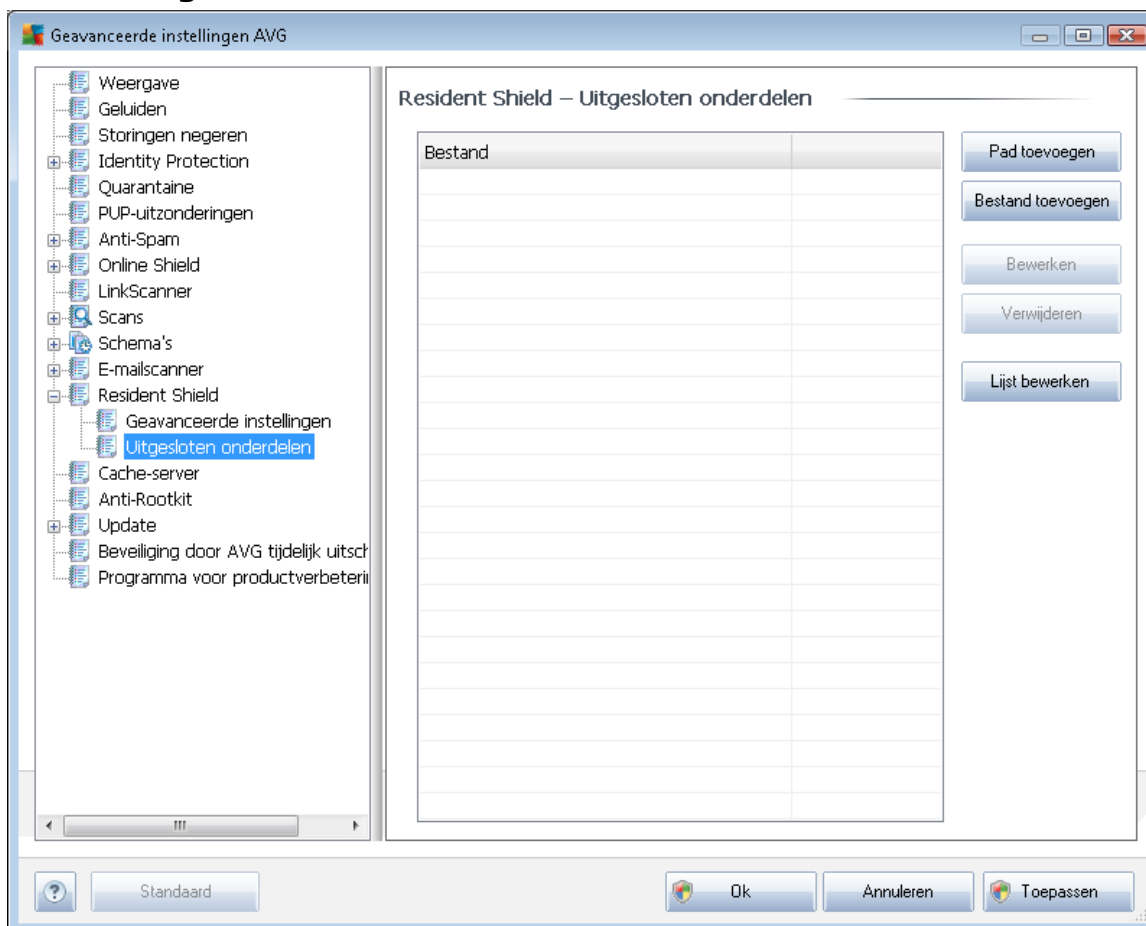 Geavanceerde instellingen AVG
Weergave
Geluiden
Storingen negeren
Identity Protection
Quarantaine
PUP-uitzonderingen
Anti-Spam
Online Shield
LinkScanner
Scans
Schema's
E-mailscanner
Resident Shield
Geavanceerde instellingen
Uitgesloten onderdelen
Cache-server
Anti-Rootkit
Update
Beveiliging door AVG tijdelijk uitsch
Programma voor productverbeteri
Resident Shield – Uitgesloten onderdelen
Bestand
Pad toevoegen
Bestand toevoegen
Bewerken
Verwijderen
Lijst bewerken
Standaard
Ok
Annuleren
Toepassen